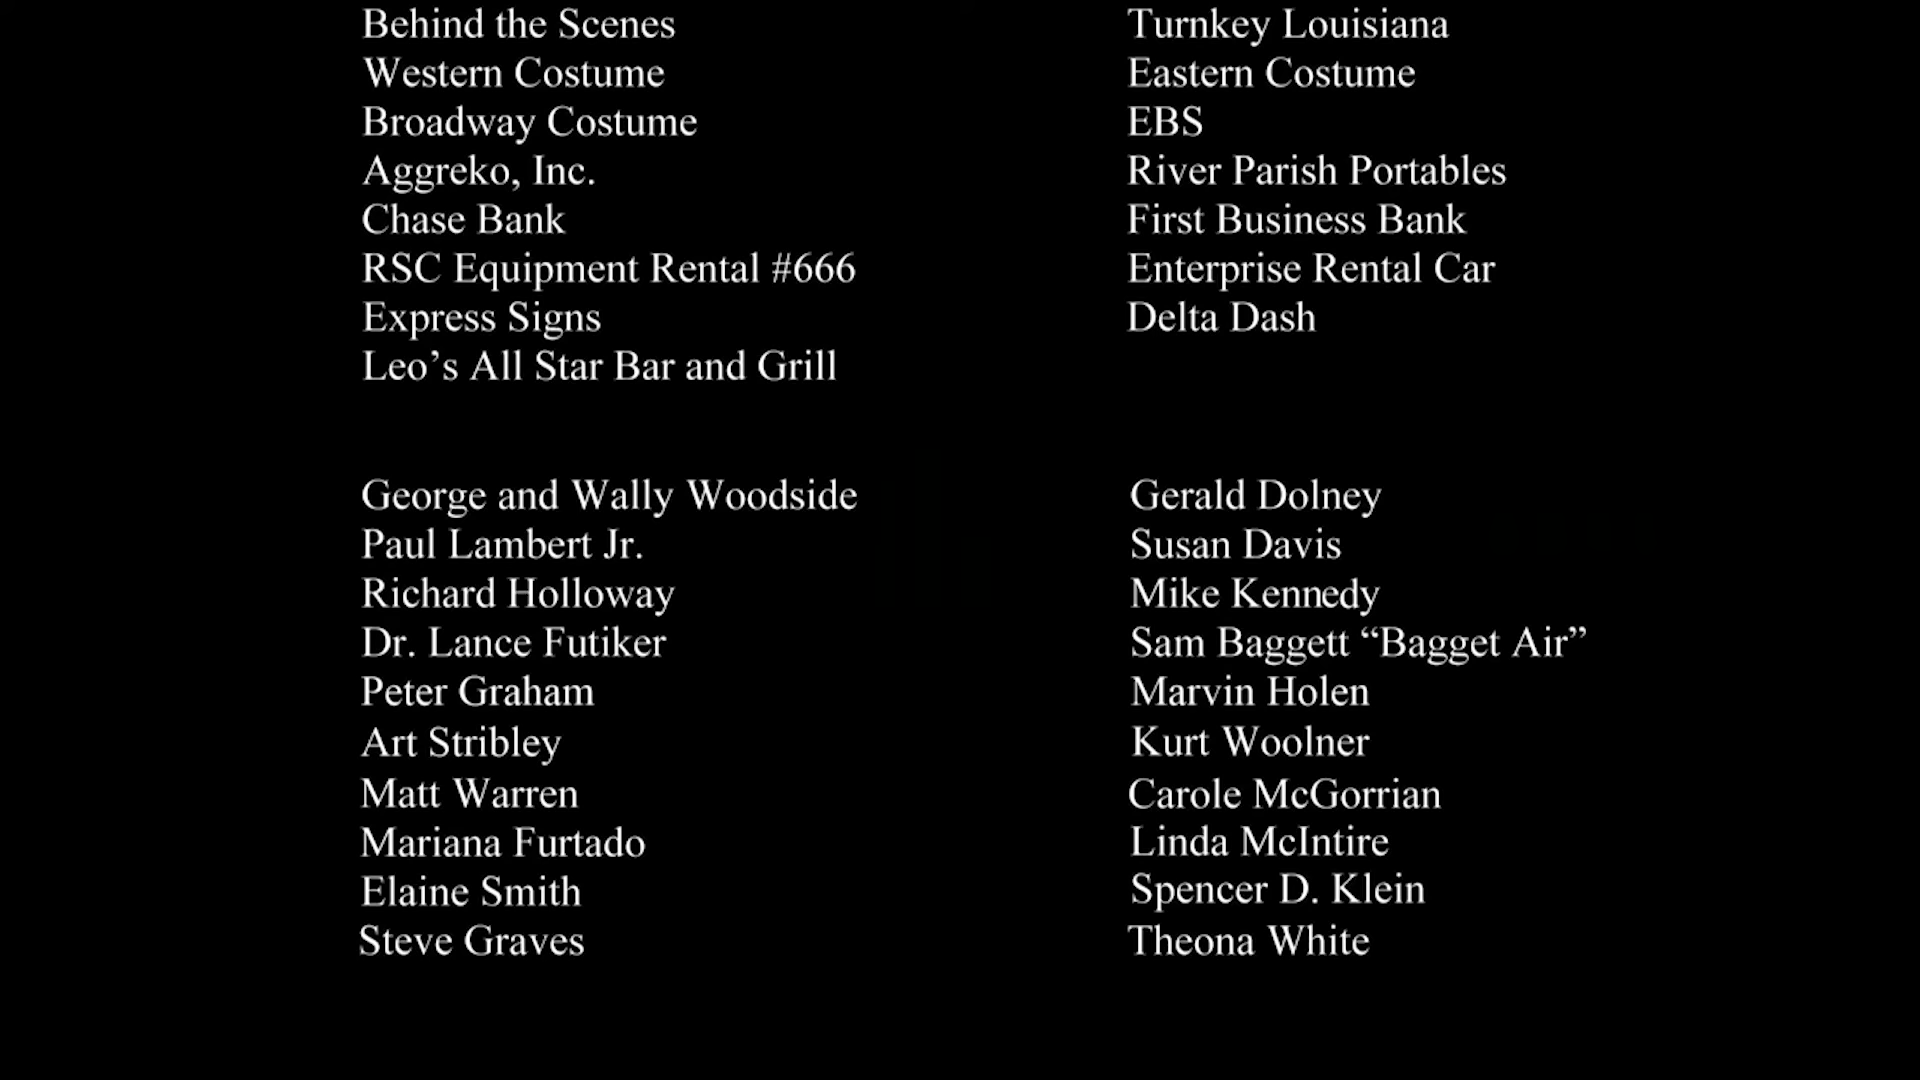 Behind the Scenes
Western Costume
Broadway Costume
Aggreko, Inc.
Chase Bank
RSC Equipment Rental #666
Express Signs
Leo’s All Star Bar and Grill
Turnkey Louisiana
Eastern Costume
EBS
River Parish Portables
First Business Bank
Enterprise Rental Car
Delta Dash
George and Wally Woodside
Paul Lambert Jr.
Richard Holloway
Dr. Lance Futiker
Peter Graham
Art Stribley
Matt Warren
Mariana Furtado
Elaine Smith
Steve Graves
Gerald Dolney
Susan Davis
Mike Kennedy
Sam Baggett “Bagget Air”
Marvin Holen
Kurt Woolner
Carole McGorrian
Linda McIntire
Spencer D. Klein
Theona White